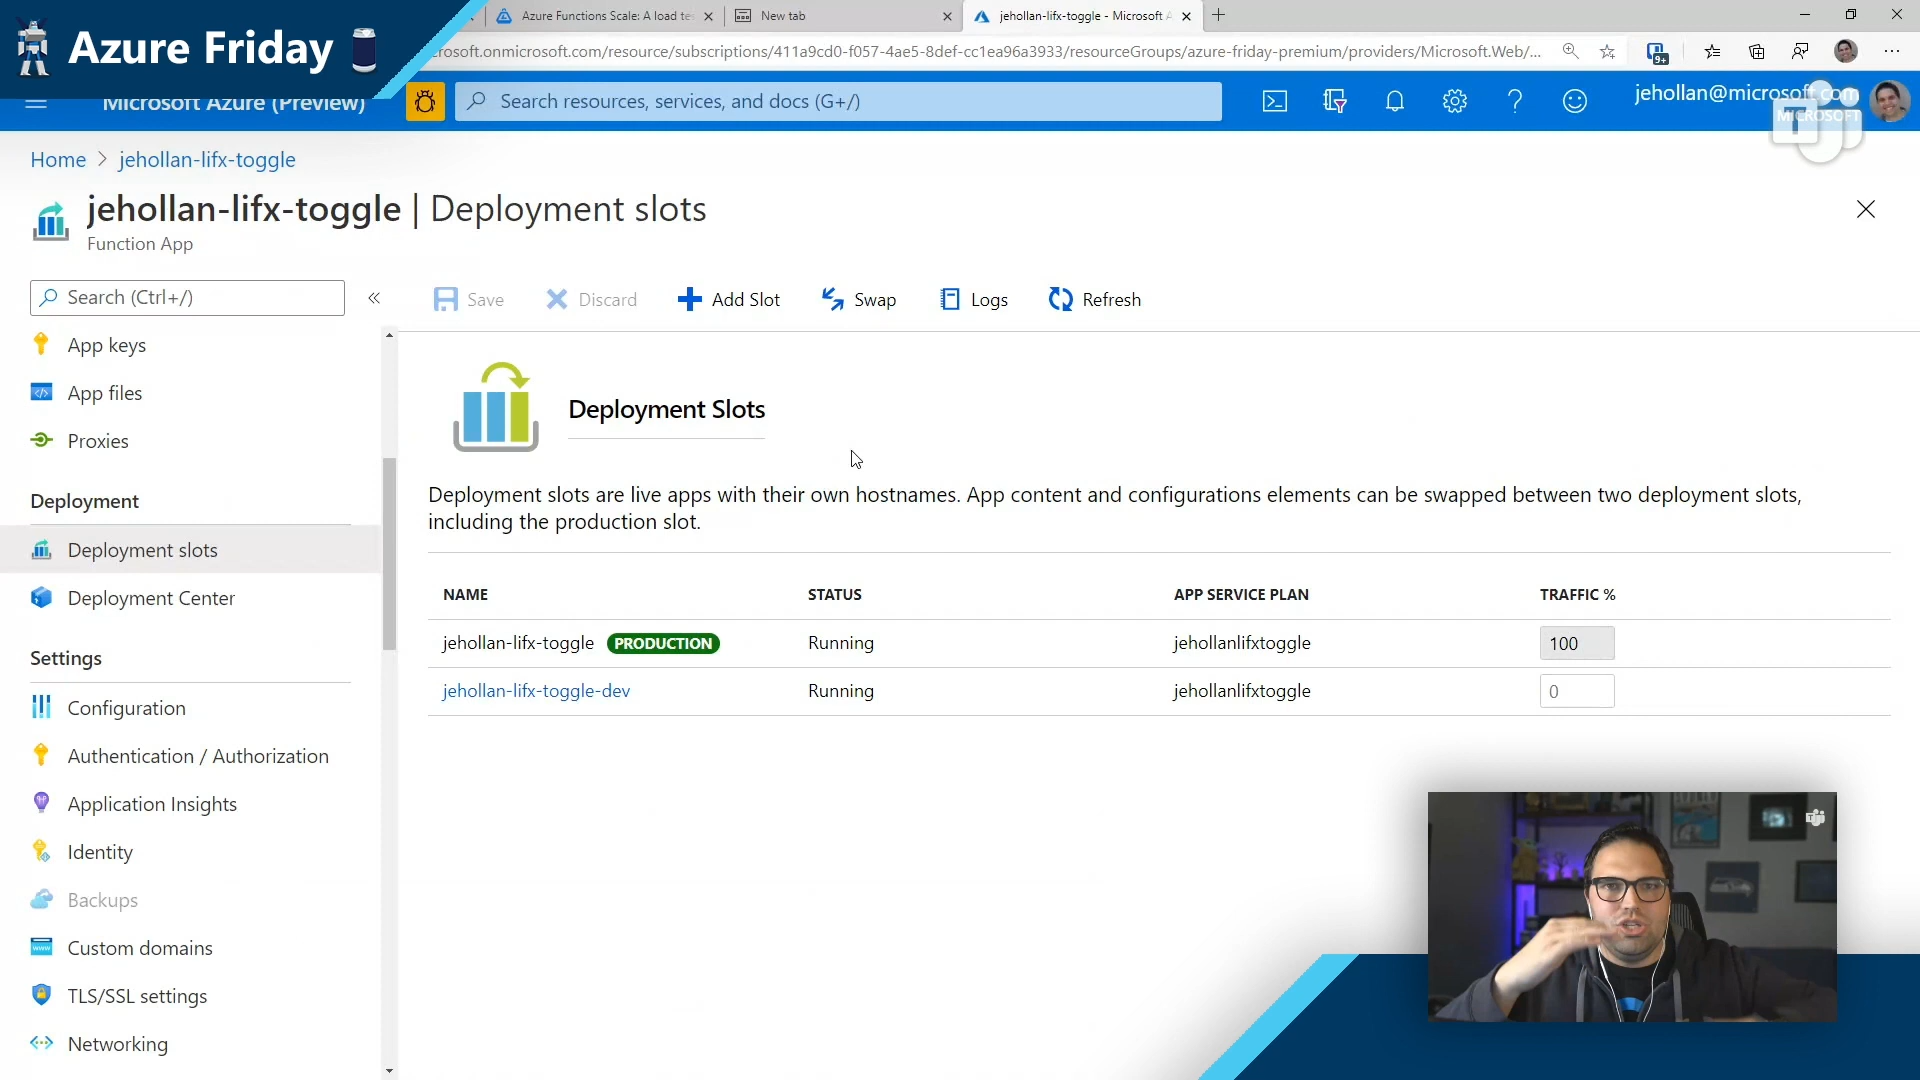 Azure Friday
Azure Functions Scale: A load tes
New tab
jehollan-lifx-toggle - Microsoft A
rosoft.onmicrosoft.com/resource/subscriptions/411a9cd0-f057-4ae5-8def-cc1ea96a3933/resourceGroups/azure-friday-premium/providers/Microsoft.Web/...
9+
Microsoft Azure (Preview)
Search resources, services, and docs (G+/)
jehollan@microsoft.com
MICROSOFT
Home > jehollan-lifx-toggle
jehollan-lifx-toggle | Deployment slots
Function App
Search (Ctrl+/)
Save
Discard
Add Slot
Swap
Logs
Refresh
App keys
App files
Proxies
Deployment
Deployment slots
Deployment Center
Settings
Configuration
Authentication / Authorization
Application Insights
Identity
Backups
Custom domains
TLS/SSL settings
Networking
Deployment Slots
Deployment slots are live apps with their own hostnames. App content and configurations elements can be swapped between two deployment slots,
including the production slot.
NAME STATUS APP SERVICE PLAN TRAFFIC %
jehollan-lifx-toggle PRODUCTION Running jehollanlifxtoggle 100
jehollan-lifx-toggle-dev Running jehollanlifxtoggle 0